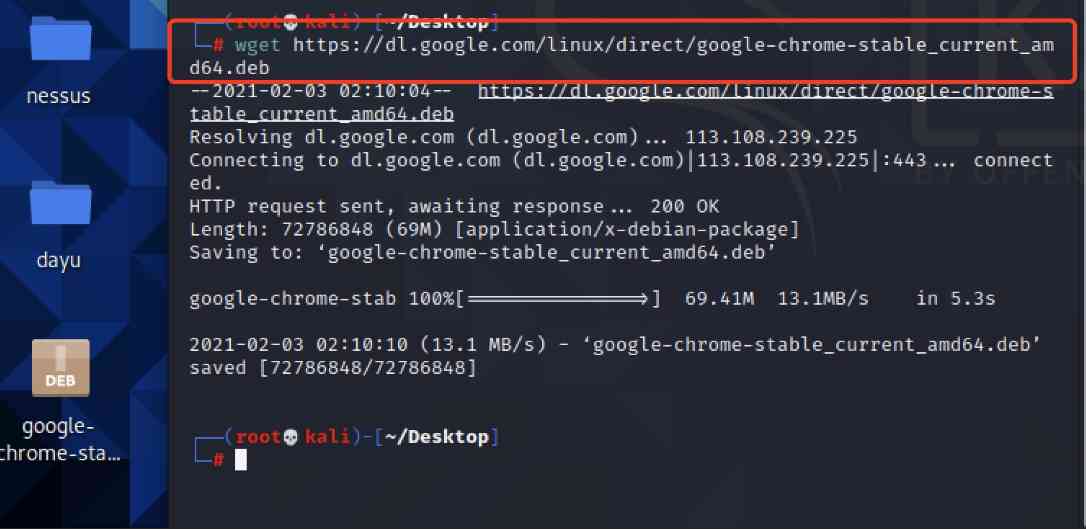 nessus
dayu
DEB
google-
chrome-sta...
┌──(root💀kali)-[~/Desktop]
└─# wget https://dl.google.com/linux/direct/google-chrome-stable_current_am
d64.deb
--2021-02-03 02:10:04--  https://dl.google.com/linux/direct/google-chrome-s
table_current_amd64.deb
Resolving dl.google.com (dl.google.com)... 113.108.239.225
Connecting to dl.google.com (dl.google.com)|113.108.239.225|:443... connect
ed.
HTTP request sent, awaiting response... 200 OK
Length: 72786848 (69M) [application/x-debian-package]
Saving to: ‘google-chrome-stable_current_amd64.deb’
google-chrome-stab 100%[===================>]  69.41M  13.1MB/s    in 5.3s
2021-02-03 02:10:10 (13.1 MB/s) - ‘google-chrome-stable_current_amd64.deb’
saved [72786848/72786848]
┌──(root💀kali)-[~/Desktop]
└─#
BY OFFEN